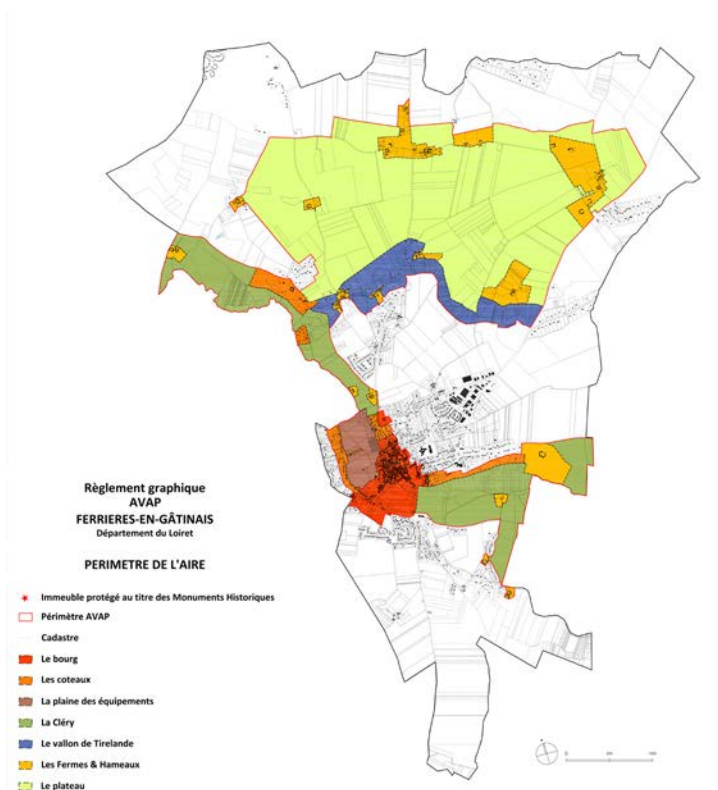 Règlement graphique
AVAP
FERRIERES-EN-GÂTINAIS
Département du Loiret
PERIMETRE DE L'AIRE
Immeuble protégé au titre des Monuments Historiques
Périmètre AVAP
Cadastre
Le bourg
Les coteaux
La plaine des équipements
La Cléry
Le vallon de Tirelande
Les Fermes & Hameaux
Le plateau